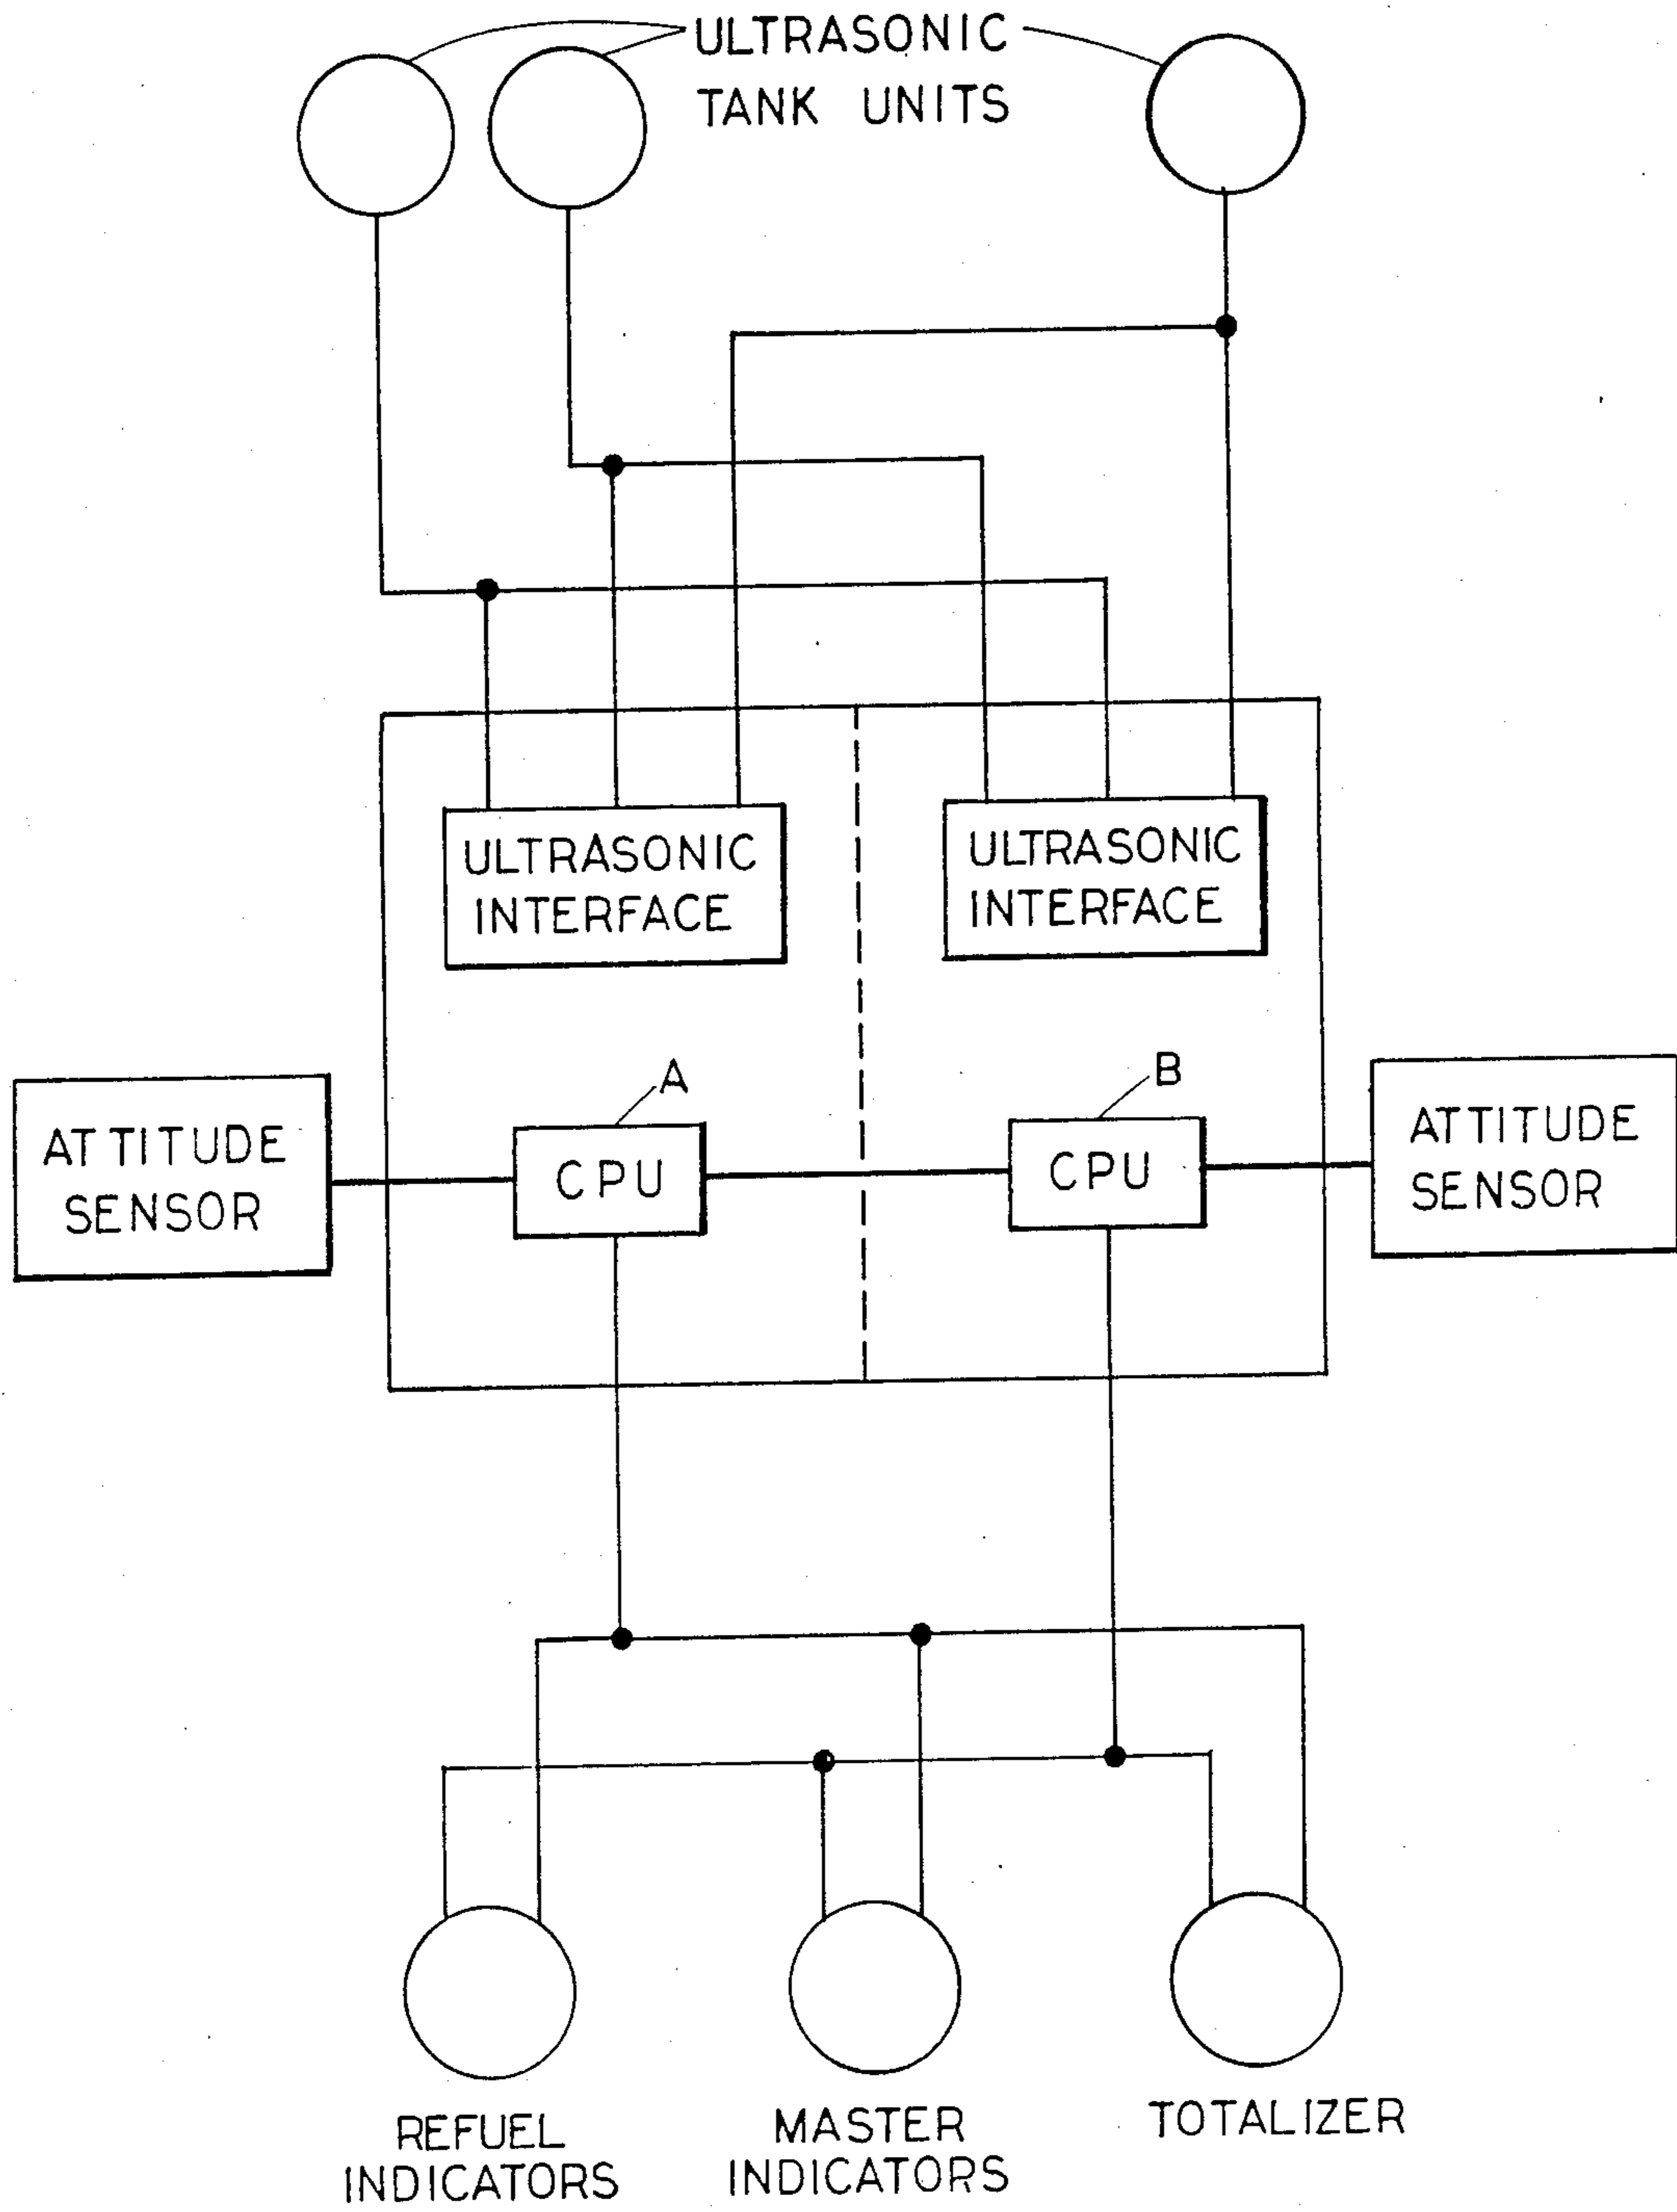 ULTRASONIC
TANK UNITS
ULTRASONIC
INTERFACE
ULTRASONIC
INTERFACE
A
B
ATTITUDE
SENSOR
CPU
CPU
ATTITUDE
SENSOR
REFUEL
INDICATORS
MASTER
INDICATORS
TOTALIZER